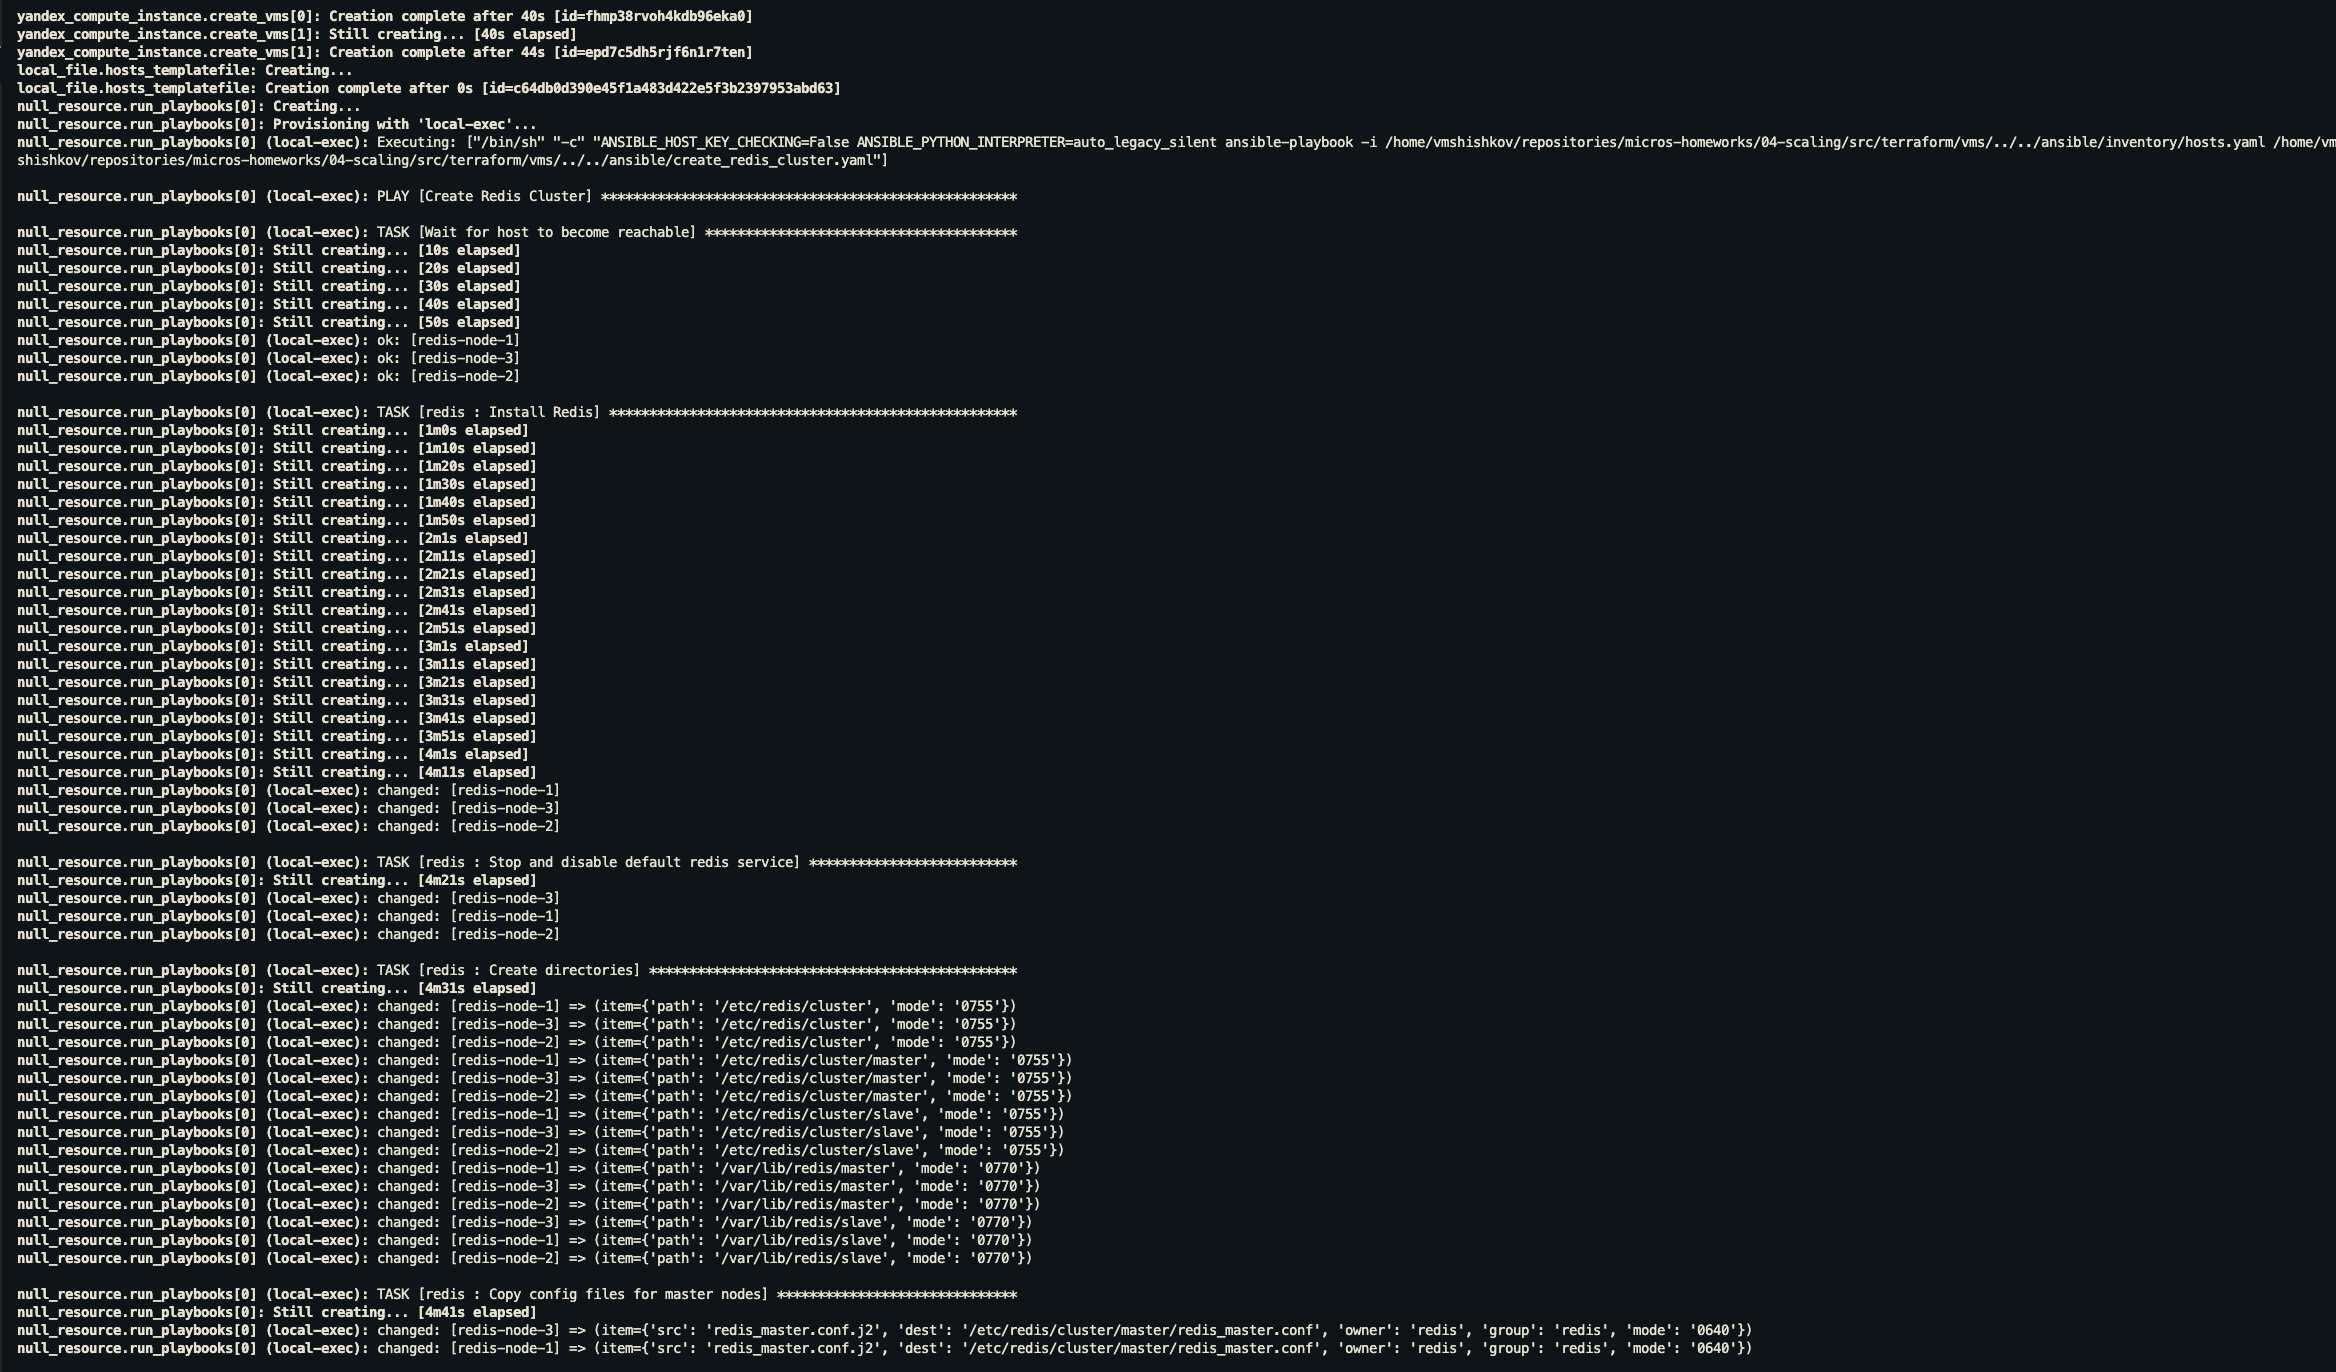 yandex_compute_instance.create_vms[0]: Creation complete after 40s [id=fhmp38rvoh4kdb96eka0]
yandex_compute_instance.create_vms[1]: Still creating... [40s elapsed]
yandex_compute_instance.create_vms[1]: Creation complete after 44s [id=epd7c5dh5rjf6n1r7ten]
local_file.hosts_templatefile: Creating...
local_file.hosts_templatefile: Creation complete after 0s [id=c64db0d390e45f1a483d422e5f3b2397953abd63]
null_resource.run_playbooks[0]: Creating...
null_resource.run_playbooks[0]: Provisioning with 'local-exec'...
null_resource.run_playbooks[0] (local-exec): Executing: ["/bin/sh" "-c" "ANSIBLE_HOST_KEY_CHECKING=False ANSIBLE_PYTHON_INTERPRETER=auto_legacy_silent ansible-playbook -i /home/vmshishkov/repositories/micros-homeworks/04-scaling/src/terraform/vms/../../ansible/inventory/hosts.yaml /home/vm
shishkov/repositories/micros-homeworks/04-scaling/src/terraform/vms/../../ansible/create_redis_cluster.yaml"]
null_resource.run_playbooks[0] (local-exec): PLAY [Create Redis Cluster] ****************************************************
null_resource.run_playbooks[0] (local-exec): TASK [Wait for host to become reachable] ***************************************
null_resource.run_playbooks[0]: Still creating... [10s elapsed]
null_resource.run_playbooks[0]: Still creating... [20s elapsed]
null_resource.run_playbooks[0]: Still creating... [30s elapsed]
null_resource.run_playbooks[0]: Still creating... [40s elapsed]
null_resource.run_playbooks[0]: Still creating... [50s elapsed]
null_resource.run_playbooks[0] (local-exec): ok: [redis-node-1]
null_resource.run_playbooks[0] (local-exec): ok: [redis-node-3]
null_resource.run_playbooks[0] (local-exec): ok: [redis-node-2]
null_resource.run_playbooks[0] (local-exec): TASK [redis : Install Redis] ***************************************************
null_resource.run_playbooks[0]: Still creating... [1m0s elapsed]
null_resource.run_playbooks[0]: Still creating... [1m10s elapsed]
null_resource.run_playbooks[0]: Still creating... [1m20s elapsed]
null_resource.run_playbooks[0]: Still creating... [1m30s elapsed]
null_resource.run_playbooks[0]: Still creating... [1m40s elapsed]
null_resource.run_playbooks[0]: Still creating... [1m50s elapsed]
null_resource.run_playbooks[0]: Still creating... [2m1s elapsed]
null_resource.run_playbooks[0]: Still creating... [2m11s elapsed]
null_resource.run_playbooks[0]: Still creating... [2m21s elapsed]
null_resource.run_playbooks[0]: Still creating... [2m31s elapsed]
null_resource.run_playbooks[0]: Still creating... [2m41s elapsed]
null_resource.run_playbooks[0]: Still creating... [2m51s elapsed]
null_resource.run_playbooks[0]: Still creating... [3m1s elapsed]
null_resource.run_playbooks[0]: Still creating... [3m11s elapsed]
null_resource.run_playbooks[0]: Still creating... [3m21s elapsed]
null_resource.run_playbooks[0]: Still creating... [3m31s elapsed]
null_resource.run_playbooks[0]: Still creating... [3m41s elapsed]
null_resource.run_playbooks[0]: Still creating... [3m51s elapsed]
null_resource.run_playbooks[0]: Still creating... [4m1s elapsed]
null_resource.run_playbooks[0]: Still creating... [4m11s elapsed]
null_resource.run_playbooks[0] (local-exec): changed: [redis-node-1]
null_resource.run_playbooks[0] (local-exec): changed: [redis-node-3]
null_resource.run_playbooks[0] (local-exec): changed: [redis-node-2]
null_resource.run_playbooks[0] (local-exec): TASK [redis : Stop and disable default redis service] **************************
null_resource.run_playbooks[0]: Still creating... [4m21s elapsed]
null_resource.run_playbooks[0] (local-exec): changed: [redis-node-3]
null_resource.run_playbooks[0] (local-exec): changed: [redis-node-1]
null_resource.run_playbooks[0] (local-exec): changed: [redis-node-2]
null_resource.run_playbooks[0] (local-exec): TASK [redis : Create directories] **********************************************
null_resource.run_playbooks[0]: Still creating... [4m31s elapsed]
null_resource.run_playbooks[0] (local-exec): changed: [redis-node-1] => (item={'path': '/etc/redis/cluster', 'mode': '0755'})
null_resource.run_playbooks[0] (local-exec): changed: [redis-node-3] => (item={'path': '/etc/redis/cluster', 'mode': '0755'})
null_resource.run_playbooks[0] (local-exec): changed: [redis-node-2] => (item={'path': '/etc/redis/cluster', 'mode': '0755'})
null_resource.run_playbooks[0] (local-exec): changed: [redis-node-1] => (item={'path': '/etc/redis/cluster/master', 'mode': '0755'})
null_resource.run_playbooks[0] (local-exec): changed: [redis-node-3] => (item={'path': '/etc/redis/cluster/master', 'mode': '0755'})
null_resource.run_playbooks[0] (local-exec): changed: [redis-node-2] => (item={'path': '/etc/redis/cluster/master', 'mode': '0755'})
null_resource.run_playbooks[0] (local-exec): changed: [redis-node-1] => (item={'path': '/etc/redis/cluster/slave', 'mode': '0755'})
null_resource.run_playbooks[0] (local-exec): changed: [redis-node-3] => (item={'path': '/etc/redis/cluster/slave', 'mode': '0755'})
null_resource.run_playbooks[0] (local-exec): changed: [redis-node-2] => (item={'path': '/etc/redis/cluster/slave', 'mode': '0755'})
null_resource.run_playbooks[0] (local-exec): changed: [redis-node-1] => (item={'path': '/var/lib/redis/master', 'mode': '0770'})
null_resource.run_playbooks[0] (local-exec): changed: [redis-node-3] => (item={'path': '/var/lib/redis/master', 'mode': '0770'})
null_resource.run_playbooks[0] (local-exec): changed: [redis-node-2] => (item={'path': '/var/lib/redis/master', 'mode': '0770'})
null_resource.run_playbooks[0] (local-exec): changed: [redis-node-3] => (item={'path': '/var/lib/redis/slave', 'mode': '0770'})
null_resource.run_playbooks[0] (local-exec): changed: [redis-node-1] => (item={'path': '/var/lib/redis/slave', 'mode': '0770'})
null_resource.run_playbooks[0] (local-exec): changed: [redis-node-2] => (item={'path': '/var/lib/redis/slave', 'mode': '0770'})
null_resource.run_playbooks[0] (local-exec): TASK [redis : Copy config files for master nodes] ******************************
null_resource.run_playbooks[0]: Still creating... [4m41s elapsed]
null_resource.run_playbooks[0] (local-exec): changed: [redis-node-3] => (item={'src': 'redis_master.conf.j2', 'dest': '/etc/redis/cluster/master/redis_master.conf', 'owner': 'redis', 'group': 'redis', 'mode': '0640'})
null_resource.run_playbooks[0] (local-exec): changed: [redis-node-1] => (item={'src': 'redis_master.conf.j2', 'dest': '/etc/redis/cluster/master/redis_master.conf', 'owner': 'redis', 'group': 'redis', 'mode': '0640'})